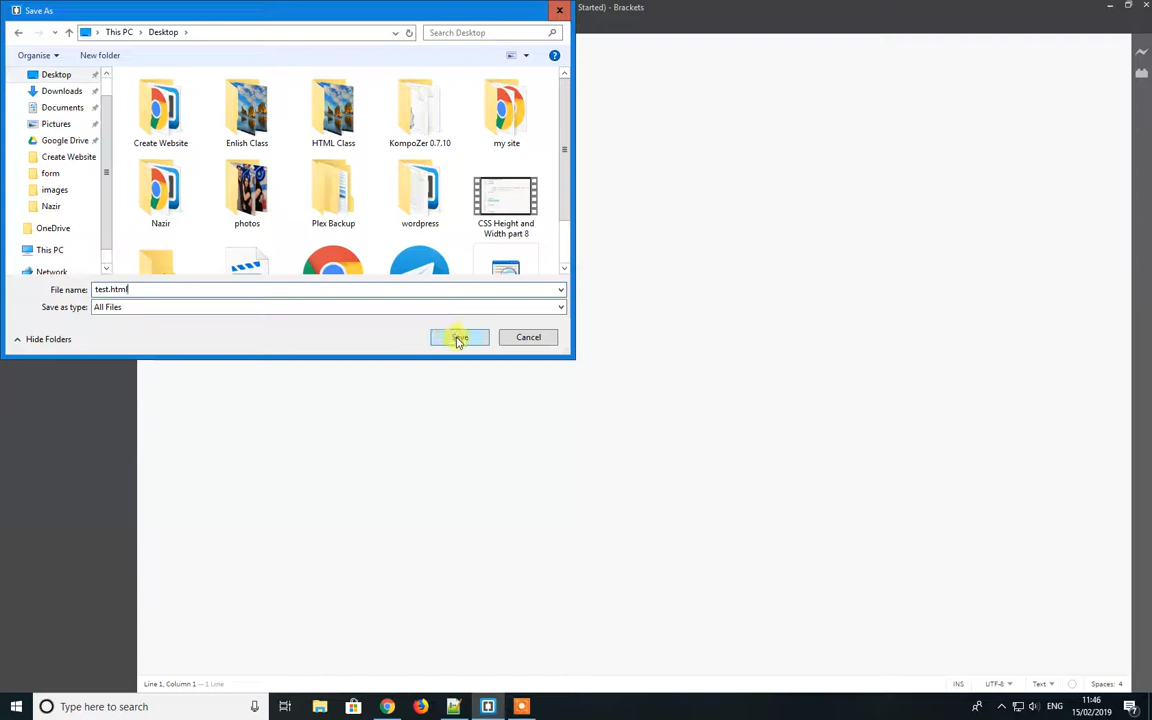 Save As
Started) - Brackets
This PC
Desktop
Search Desktop
Organise
New folder
Desktop
Downloads
Documents
Pictures
Google Drive
Create Website
form
images
Nazir
OneDrive
This PC
Network
Create Website
Enlish Class
HTML Class
KompoZer 0.7.10
my site
Nazir
photos
Plex Backup
wordpress
CSS Height and
Width part 8
File name:
test.html
Save as type:
All Files
Hide Folders
Save
Cancel
Line 1, Column 1 — 1 Line
INS
UTF-8
Text
Spaces: 4
Type here to search
ENG
11:46
15/02/2019
7